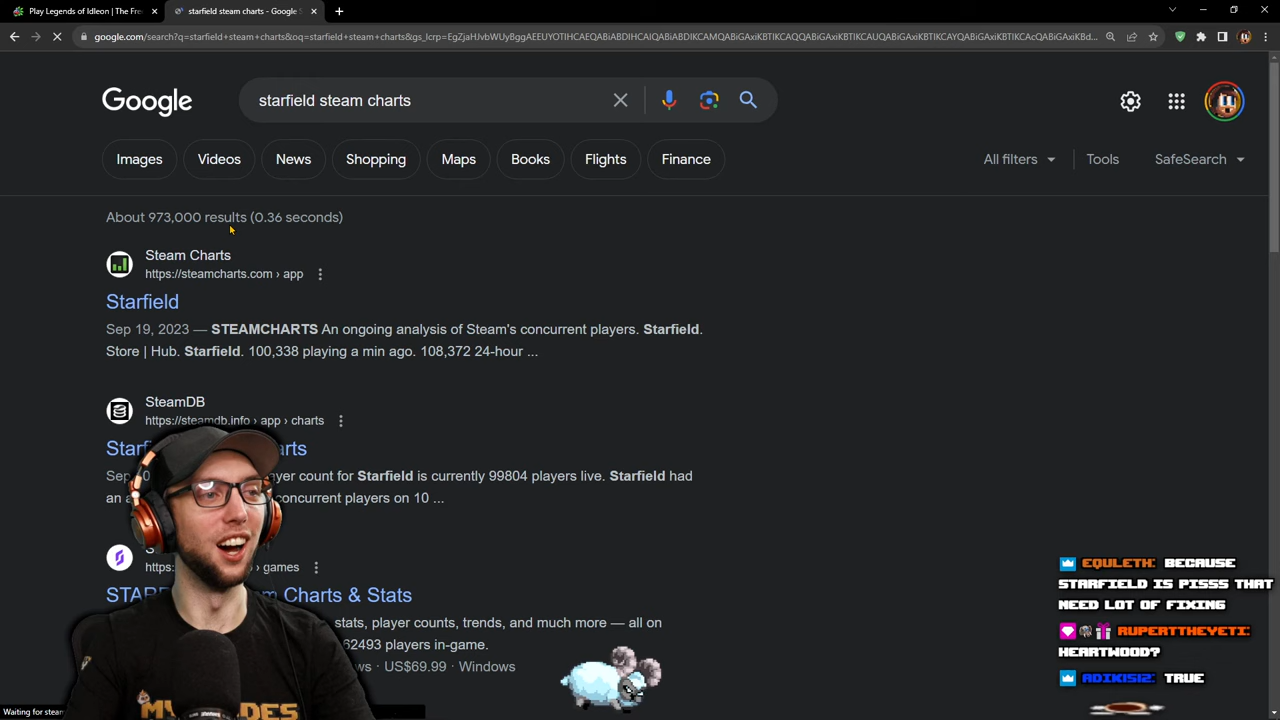 Play Legends of Idleon | The Fre
starfield steam charts - Google S
google.com/search?q=starfield+steam+charts&oq=starfield+steam+charts&gs_lcrp=
Google
starfield steam charts
Images
Videos
News
Shopping
Maps
Books
Flights
Finance
All filters
Tools
SafeSearch
About 973,000 results (0.36 seconds)
Steam Charts
https://steamcharts.com › app
Starfield
Sep 19, 2023 — STEAMCHARTS An ongoing analysis of Steam's concurrent players. Starfield.
Store | Hub. Starfield. 100,338 playing a min ago. 108,372 24-hour ...
SteamDB
https://steamdb.info › app › charts
Starf arts
Sep 0 yer count for Starfield is currently 99804 players live. Starfield had
an a concurrent players on 10 ...
https: › games
STAR m Charts & Stats
stats, player counts, trends, and much more — all on
62493 players in-game.
ws · US$69.99 · Windows
EQULETH: BECAUSE
STARFIELD IS PISSS THAT
NEED LOT OF FIXING
RUPERTTHEYETI:
HEARTWOOD?
ADIKISIZ: TRUE
Waiting for steam